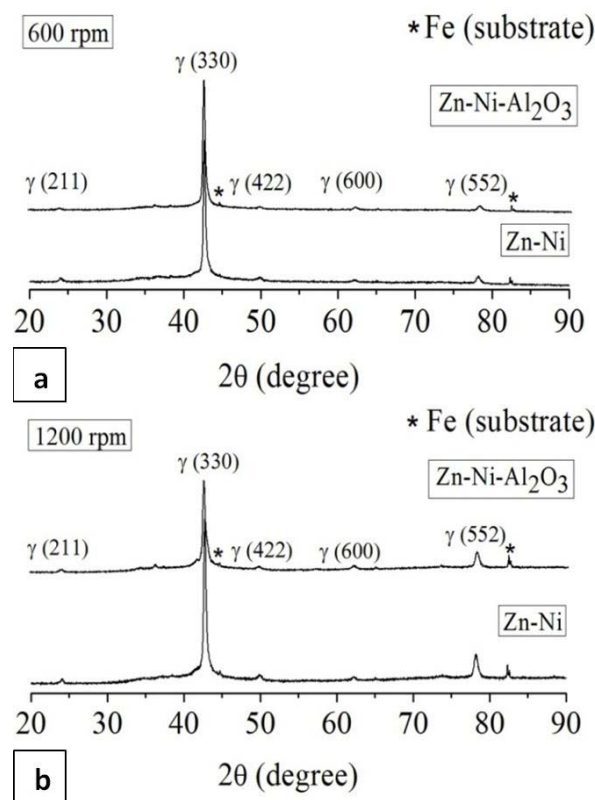 600 rpm
* Fe (substrate)
γ (330)
Zn-Ni-Al₂O₃
γ (211)
*
γ (422)
γ (600)
γ (552)
*
Zn-Ni
20 30 40 50 60 70 80 90
2θ (degree)
a
1200 rpm
* Fe (substrate)
γ (330)
Zn-Ni-Al₂O₃
γ (211)
*
γ (422)
γ (600)
γ (552)
*
Zn-Ni
20 30 40 50 60 70 80 90
2θ (degree)
b